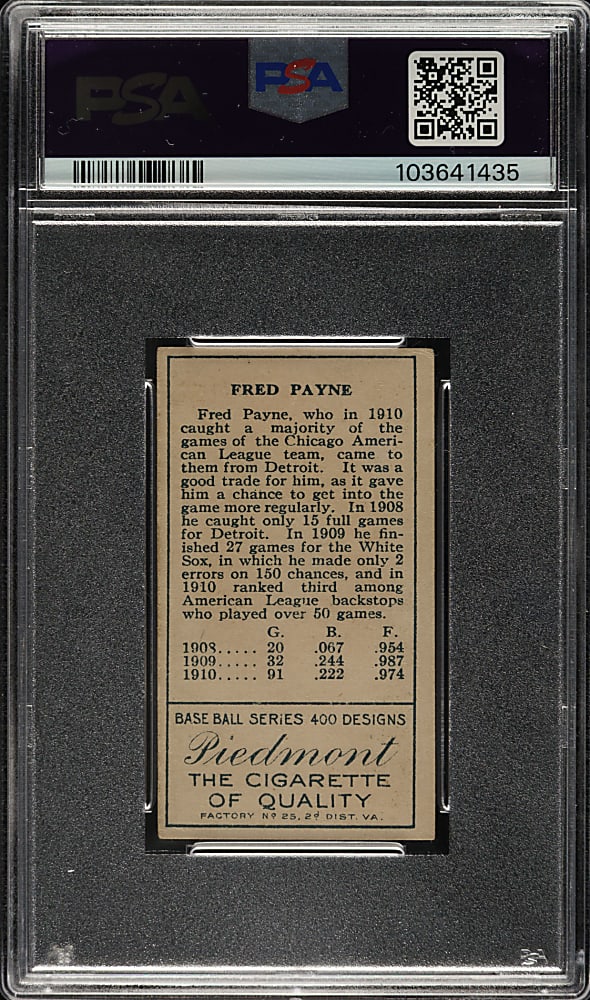 PSA PSA
103641435
FRED PAYNE
Fred Payne, who in 1910
caught a majority of the
games of the Chicago Ameri-
can League team, came to
them from Detroit. It was a
good trade for him, as it gave
him a chance to get into the
game more regularly. In 1908
he caught only 15 full games
for Detroit. In 1909 he fin-
ished 27 games for the White
Sox, in which he made only 2
errors on 150 chances, and in
1910 ranked third among
American League backstops
who played over 50 games.
G. B. F.
1908..... 20 .067 .954
1909..... 32 .244 .987
1910..... 91 .222 .974
BASE BALL SERIES 400 DESIGNS
Piedmont
THE CIGARETTE
OF QUALITY
FACTORY Nº 25, 2d DIST. VA.